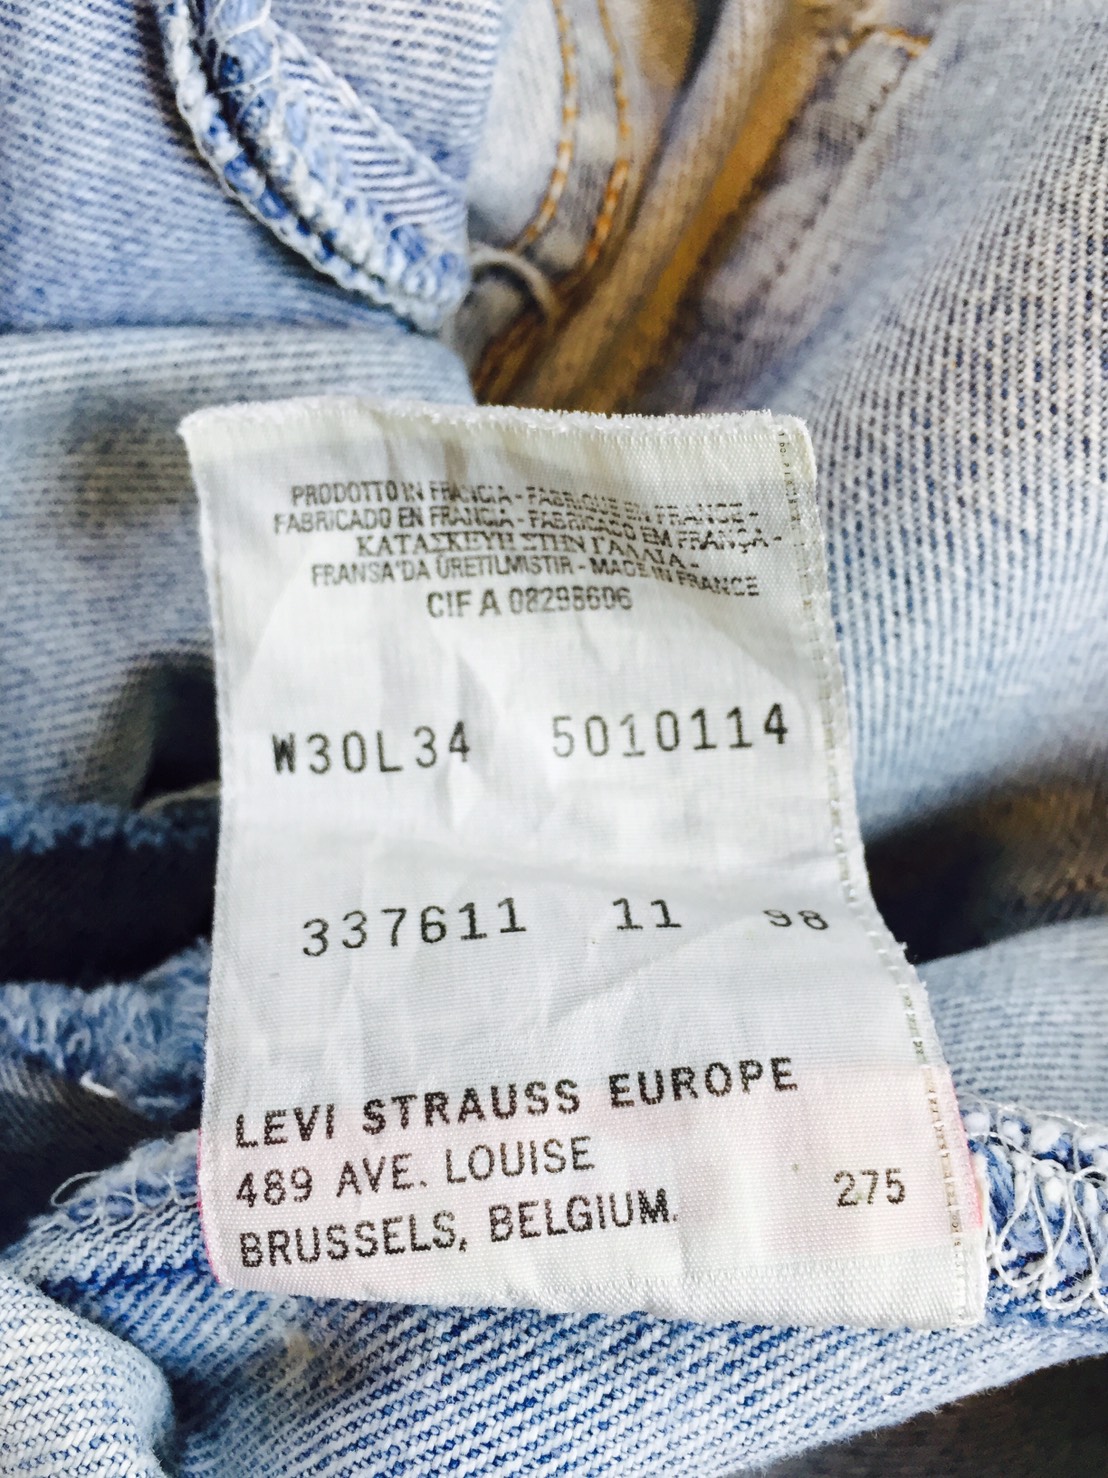 PRODOTTO IN FRANCIA - FABRIQUE EN FRANCE -
FABRICADO EN FRANCIA - FABRICADO EM FRANÇA -
ΚΑΤΑΣΚΕΥΗ ΣΤΗΝ ΓΑΛΛΙΑ -
FRANSA'DA ÜRETILMISTIR - MADE IN FRANCE
CIF A 08298606
W30L34 5010114
337611 11 98
LEVI STRAUSS EUROPE
489 AVE. LOUISE
BRUSSELS, BELGIUM. 275